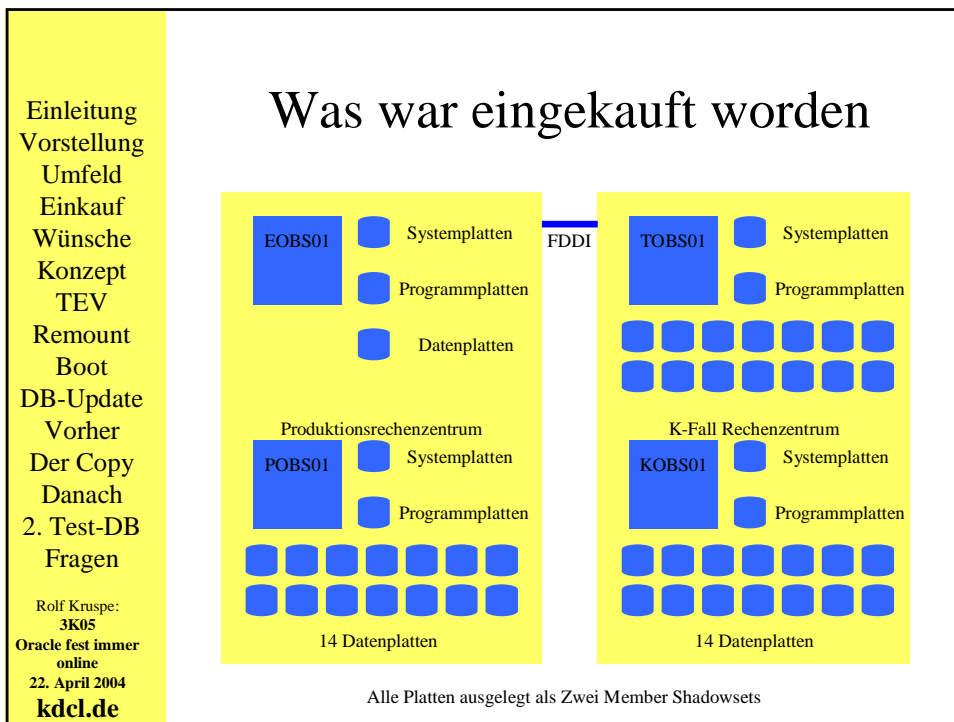 Einleitung
Vorstellung
Umfeld
Einkauf
Wünsche
Konzept
TEV
Remount
Boot
DB-Update
Vorher
Der Copy
Danach
2. Test-DB
Fragen
Rolf Kruspe:
3K05
Oracle fest immer
online
22. April 2004
kdcl.de
Was war eingekauft worden
EOBS01
Systemplatten
Programmplatten
Datenplatten
Produktionsrechenzentrum
POBS01
Systemplatten
Programmplatten
14 Datenplatten
FDDI
TOBS01
Systemplatten
Programmplatten
K-Fall Rechenzentrum
KOBS01
Systemplatten
Programmplatten
14 Datenplatten
Alle Platten ausgelegt als Zwei Member Shadowsets